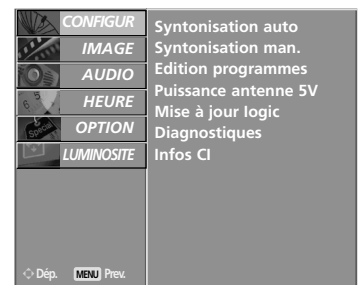 CONFIGUR
IMAGE
AUDIO
HEURE
OPTION
LUMINOSITE
Syntonisation auto
Syntonisation man.
Edition programmes
Puissance antenne 5V
Mise à jour logic
Diagnostiques
Infos CI
Dép. MENU Prev.